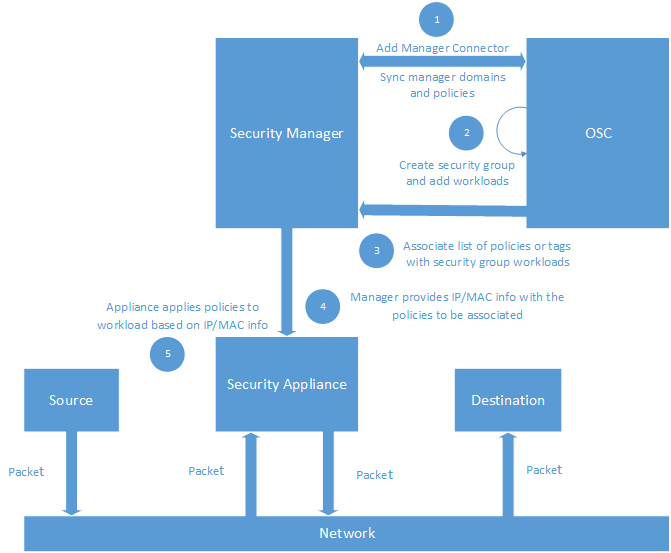 1
Add Manager Connector
Sync manager domains
and policies
Security Manager
OSC
2
Create security group
and add workloads
3
Associate list of policies or tags
with security group workloads
4
Manager provides IP/MAC info with the
policies to be associated
Appliance applies policies to
workload based on IP/MAC info
5
Source
Security Appliance
Destination
Packet
Packet
Packet
Packet
Network